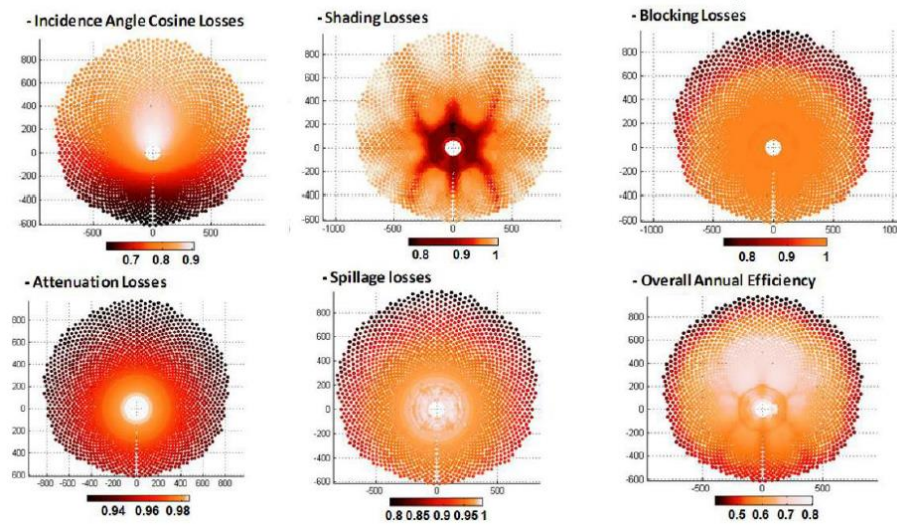 - Incidence Angle Cosine Losses
800
600
400
200
0
-200
-400
-600
-500 0 500
0.7 0.8 0.9
- Shading Losses
800
600
400
200
0
-200
-400
-600
-1000 -500 0 500
0.8 0.9 1
- Blocking Losses
800
600
400
200
0
-200
-400
-600
-1000 -500 0 500 100
0.8 0.9 1
- Attenuation Losses
800
600
400
200
0
-200
-400
-600
-800 -600 -400 -200 0 200 400 600 800
0.94 0.96 0.98
- Spillage losses
800
600
400
200
0
-200
-400
-600
-500 0 500
0.8 0.85 0.9 0.95 1
- Overall Annual Efficiency
800
600
400
200
0
-200
-400
-600
-500 0 500
0.5 0.6 0.7 0.8